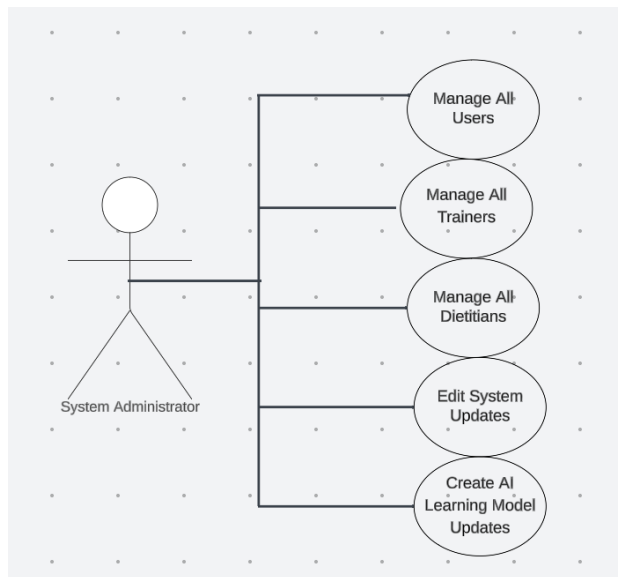 Manage All
Users
Manage All
Trainers
Manage All
Dietitians
System Administrator
Edit System
Updates
Create AI
Learning Model
Updates